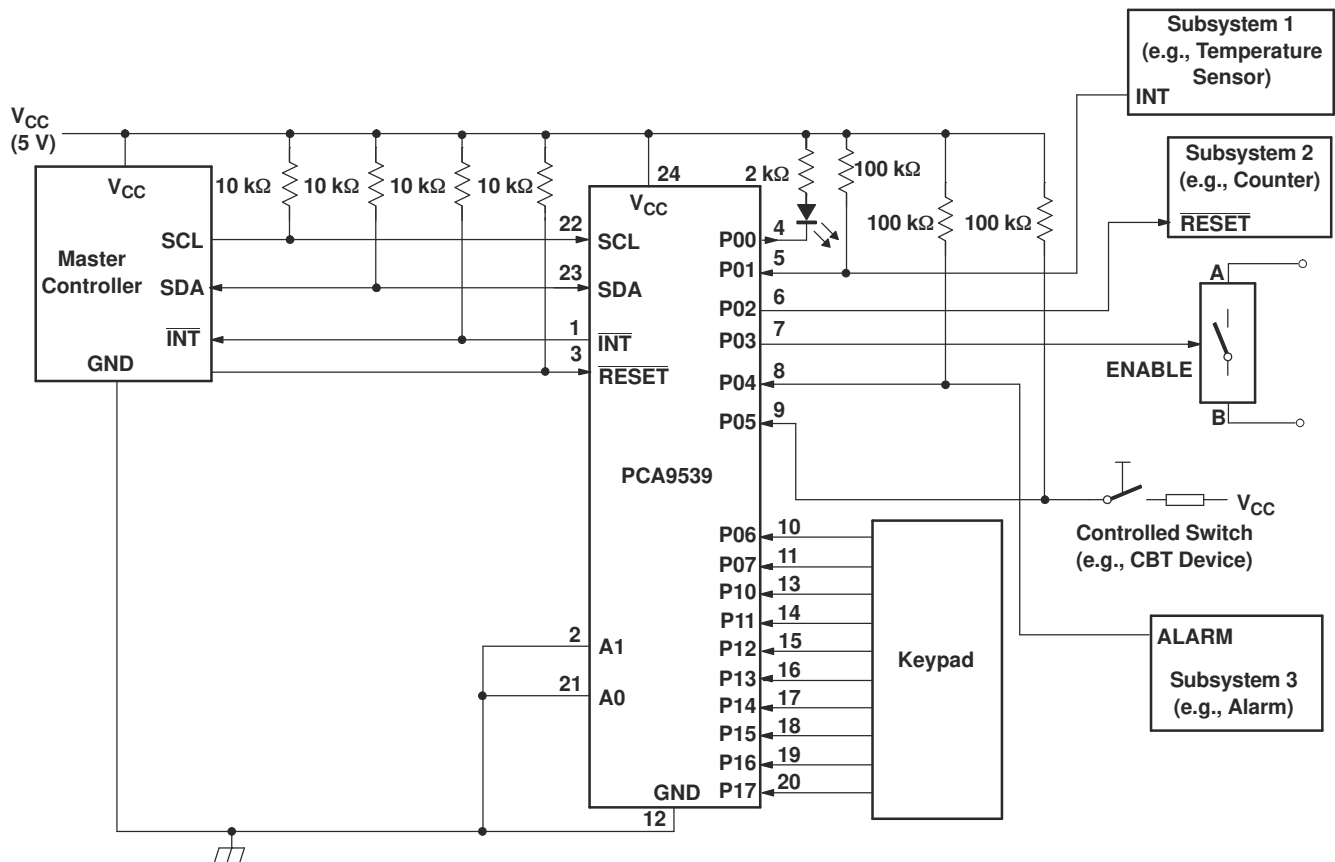 Subsystem 1
(e.g., Temperature
Sensor)
INT
VCC
(5 V)
VCC
SCL
Master
Controller
SDA
INT
GND
10 kΩ
10 kΩ
10 kΩ
10 kΩ
22
23
1
3
24
VCC
SCL
SDA
INT
RESET
PCA9539
2
A1
21
A0
GND
12
2 kΩ
100 kΩ
100 kΩ
100 kΩ
P00
4
P01
5
P02
6
P03
7
P04
8
P05
9
P06
10
P07
11
P10
13
P11
14
P12
15
P13
16
P14
17
P15
18
P16
19
P17
20
Keypad
Subsystem 2
(e.g., Counter)
RESET
A
ENABLE
B
VCC
Controlled Switch
(e.g., CBT Device)
ALARM
Subsystem 3
(e.g., Alarm)